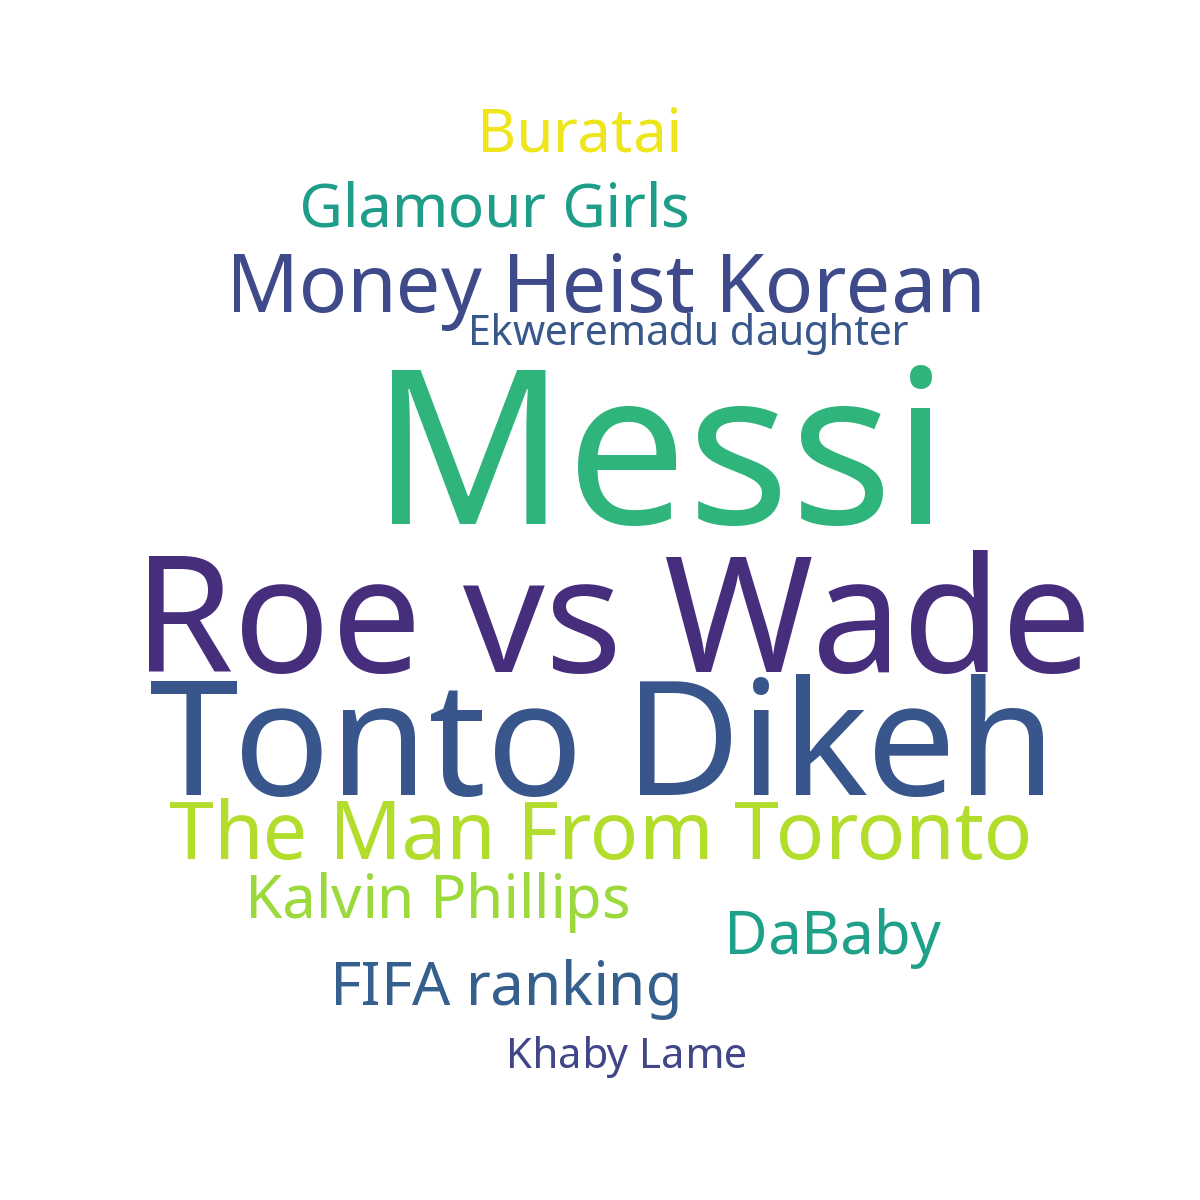 Buratai
Glamour Girls
Money Heist Korean
Ekweremadu daughter
Messi
Roe vs Wade
Tonto Dikeh
The Man From Toronto
Kalvin Phillips
DaBaby
FIFA ranking
Khaby Lame